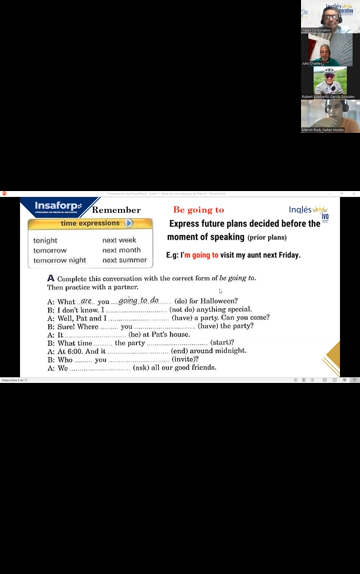 Inglés
Insaforp
Remember
Be going to
Inglés
time expressions
Express future plans decided before the
moment of speaking (prior plans)
tonight next week
tomorrow next month
tomorrow night next summer
E.g: I'm going to visit my aunt next Friday.
A Complete this conversation with the correct form of be going to.
Then practice with a partner.
A: What ..are.. you ...going to do..... (do) for Halloween?
B: I don't know. I .......................... (not do) anything special.
A: Well, Pat and I .......................... (have) a party. Can you come?
B: Sure! Where ......... you .......................... (have) the party?
A: It .......................... (be) at Pat's house.
B: What time ......... the party .......................... (start)?
A: At 6:00. And it .......................... (end) around midnight.
B: Who ......... you .......................... (invite)?
A: We .......................... (ask) all our good friends.